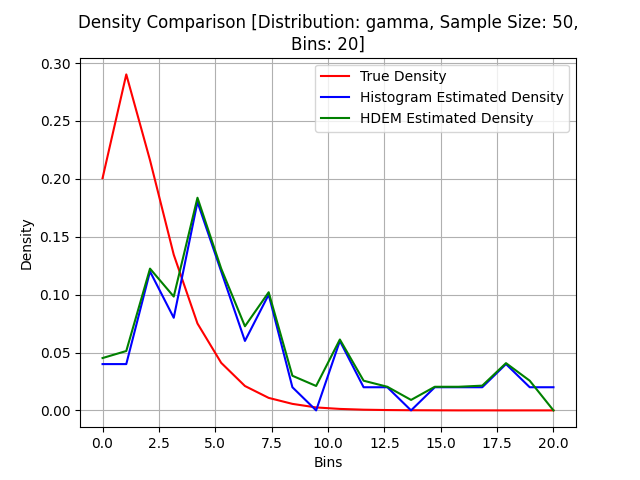 Density Comparison [Distribution: gamma, Sample Size: 50,
Bins: 20]
True Density
Histogram Estimated Density
HDEM Estimated Density
Density
0.30
0.25
0.20
0.15
0.10
0.05
0.00
0.0 2.5 5.0 7.5 10.0 12.5 15.0 17.5 20.0
Bins